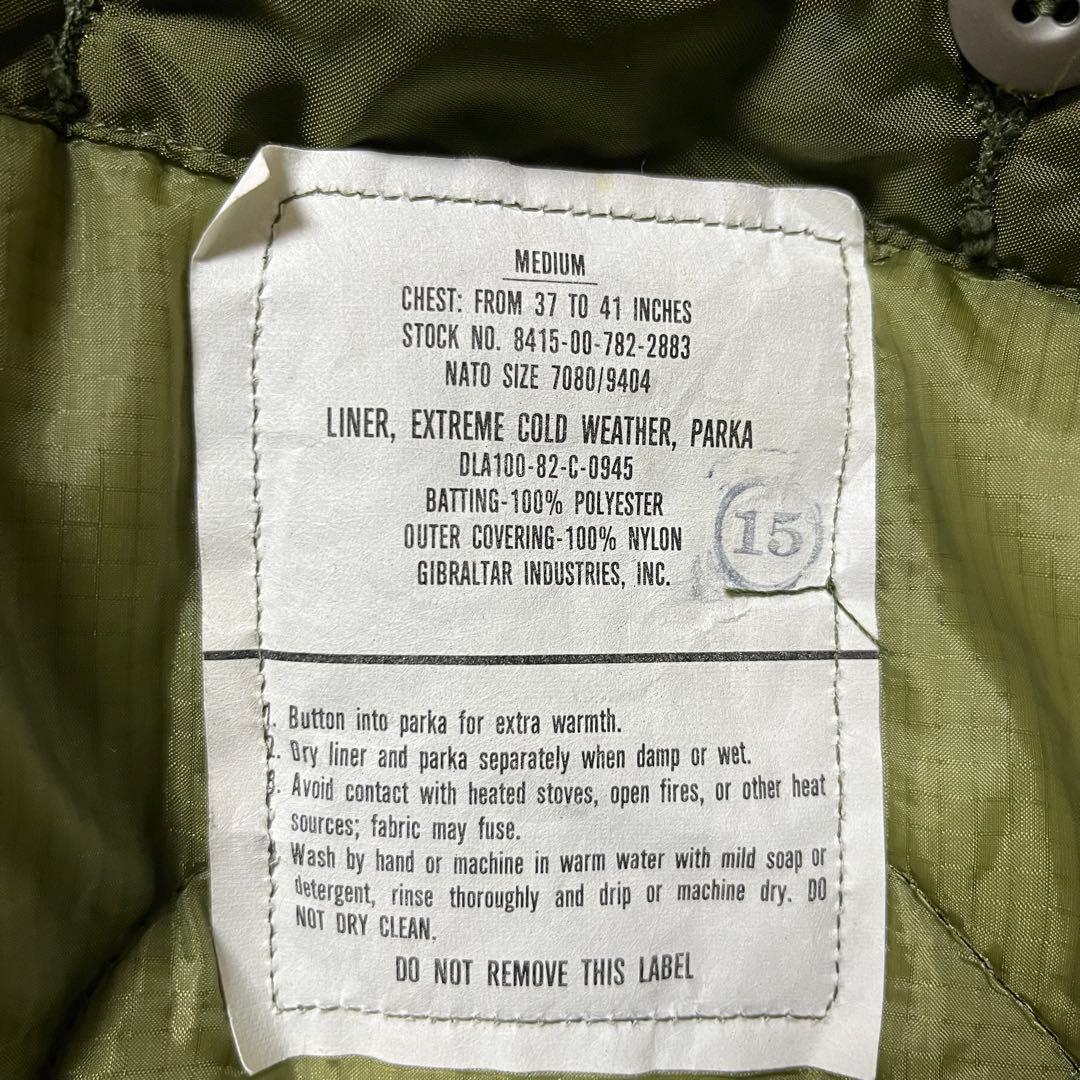 MEDIUM
CHEST: FROM 37 TO 41 INCHES
STOCK NO. 8415-00-782-2883
NATO SIZE 7080/9404
LINER, EXTREME COLD WEATHER, PARKA
DLA100-82-C-0945
BATTING-100% POLYESTER
OUTER COVERING-100% NYLON
GIBRALTAR INDUSTRIES, INC.
15
1. Button into parka for extra warmth.
2. Dry liner and parka separately when damp or wet.
3. Avoid contact with heated stoves, open fires, or other heat
sources; fabric may fuse.
Wash by hand or machine in warm water with mild soap or
detergent, rinse thoroughly and drip or machine dry. DO
NOT DRY CLEAN.
DO NOT REMOVE THIS LABEL